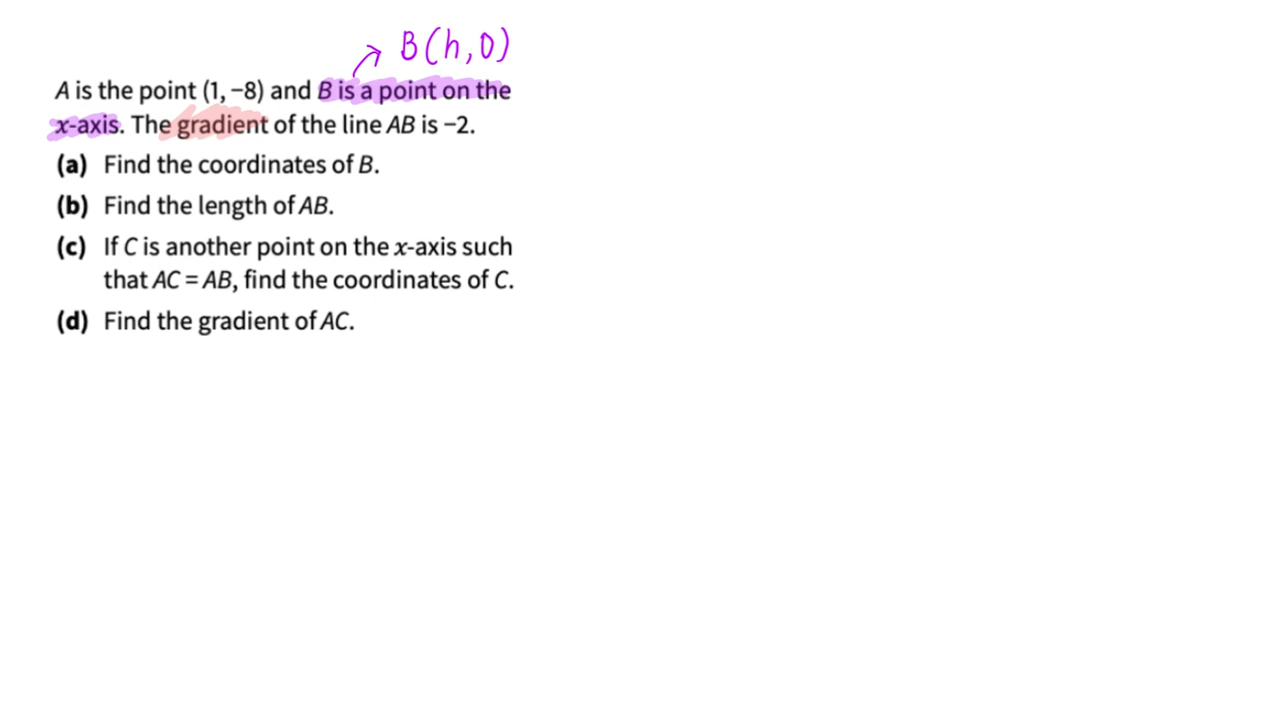 B(h,0)
A is the point (1, −8) and B is a point on the
x-axis. The gradient of the line AB is −2.
(a) Find the coordinates of B.
(b) Find the length of AB.
(c) If C is another point on the x-axis such
that AC = AB, find the coordinates of C.
(d) Find the gradient of AC.